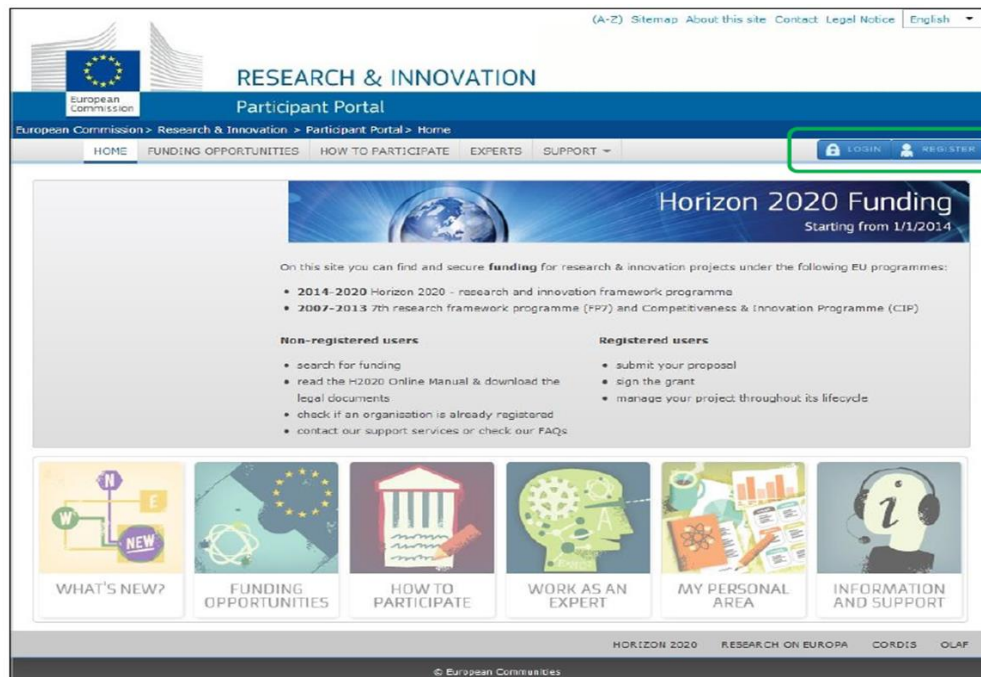 (A-Z) Sitemap About this site Contact Legal Notice English
European
Commission
RESEARCH & INNOVATION
Participant Portal
European Commission> Research & Innovation > Participant Portal> Home
HOME FUNDING OPPORTUNITIES HOW TO PARTICIPATE EXPERTS SUPPORT LOGIN REGISTER
Horizon 2020 Funding
Starting from 1/1/2014
On this site you can find and secure funding for research & innovation projects under the following EU programmes:
• 2014-2020 Horizon 2020 - research and innovation framework programme
• 2007-2013 7th research framework programme (FP7) and Competitiveness & Innovation Programme (CIP)
Non-registered users
• search for funding
• read the H2020 Online Manual & download the
legal documents
• check if an organisation is already registered
• contact our support services or check our FAQs
Registered users
• submit your proposal
• sign the grant
• manage your project throughout its lifecycle
N
E
W
NEW
A
i
WHAT'S NEW?
FUNDING
OPPORTUNITIES
HOW TO
PARTICIPATE
WORK AS AN
EXPERT
MY PERSONAL
AREA
INFORMATION
AND SUPPORT
HORIZON 2020 RESEARCH ON EUROPA CORDIS OLAF
© European Communities